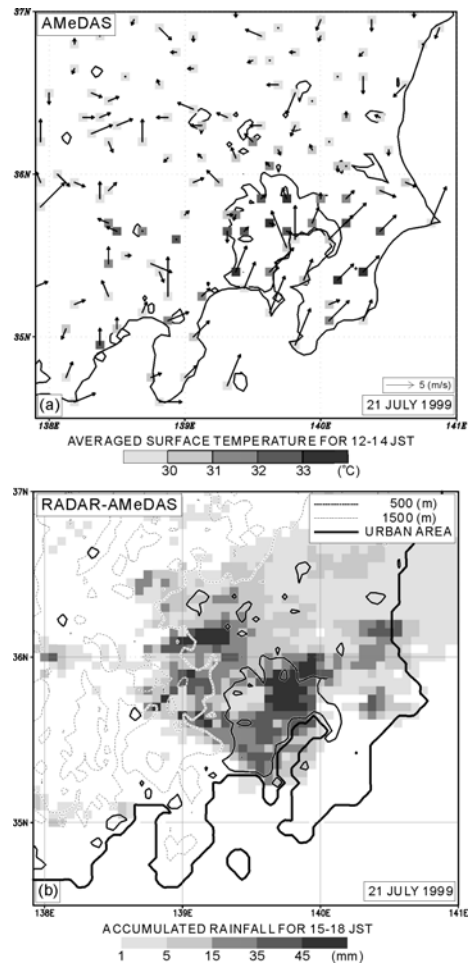 37N
AMeDAS
36N
35N
(a)
5 (m/s)
21 JULY 1999
138E 139E 140E 141E
AVERAGED SURFACE TEMPERATURE FOR 12-14 JST
30 31 32 33 (℃)
37N
RADAR-AMeDAS
500 (m)
1500 (m)
URBAN AREA
36N
35N
(b)
21 JULY 1999
138E 139E 140E 141E
ACCUMULATED RAINFALL FOR 15-18 JST
1 5 15 35 45 (mm)